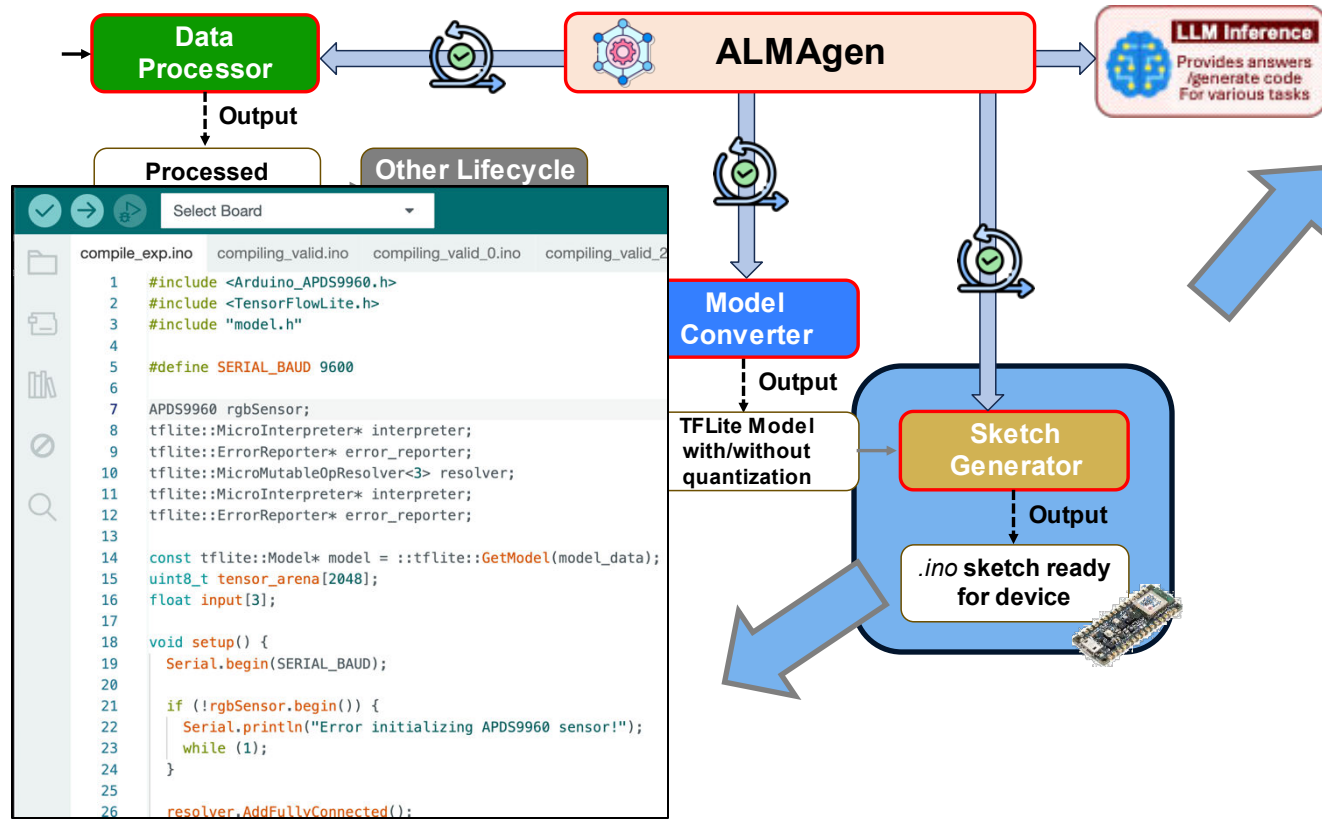 Data
Processor
ALMAgen
LLM Inference
Provides answers
/generate code
For various tasks
Output
Processed
Other Lifecycle
Select Board
compile_exp.ino
compiling_valid.ino
compiling_valid_0.ino
compiling_valid_2
1 #include <Arduino_APDS9960.h>
2 #include <TensorFlowLite.h>
3 #include "model.h"
4
5 #define SERIAL_BAUD 9600
6
7 APDS9960 rgbSensor;
8 tflite::MicroInterpreter* interpreter;
9 tflite::ErrorReporter* error_reporter;
10 tflite::MicroMutableOpResolver<3> resolver;
11 tflite::MicroInterpreter* interpreter;
12 tflite::ErrorReporter* error_reporter;
13
14 const tflite::Model* model = ::tflite::GetModel(model_data);
15 uint8_t tensor_arena[2048];
16 float input[3];
17
18 void setup() {
19 Serial.begin(SERIAL_BAUD);
20
21 if (!rgbSensor.begin()) {
22 Serial.println("Error initializing APDS9960 sensor!");
23 while (1);
24 }
25
26 resolver.AddFullyConnected();
Model
Converter
Output
TFLite Model
with/without
quantization
Sketch
Generator
Output
.ino sketch ready
for device